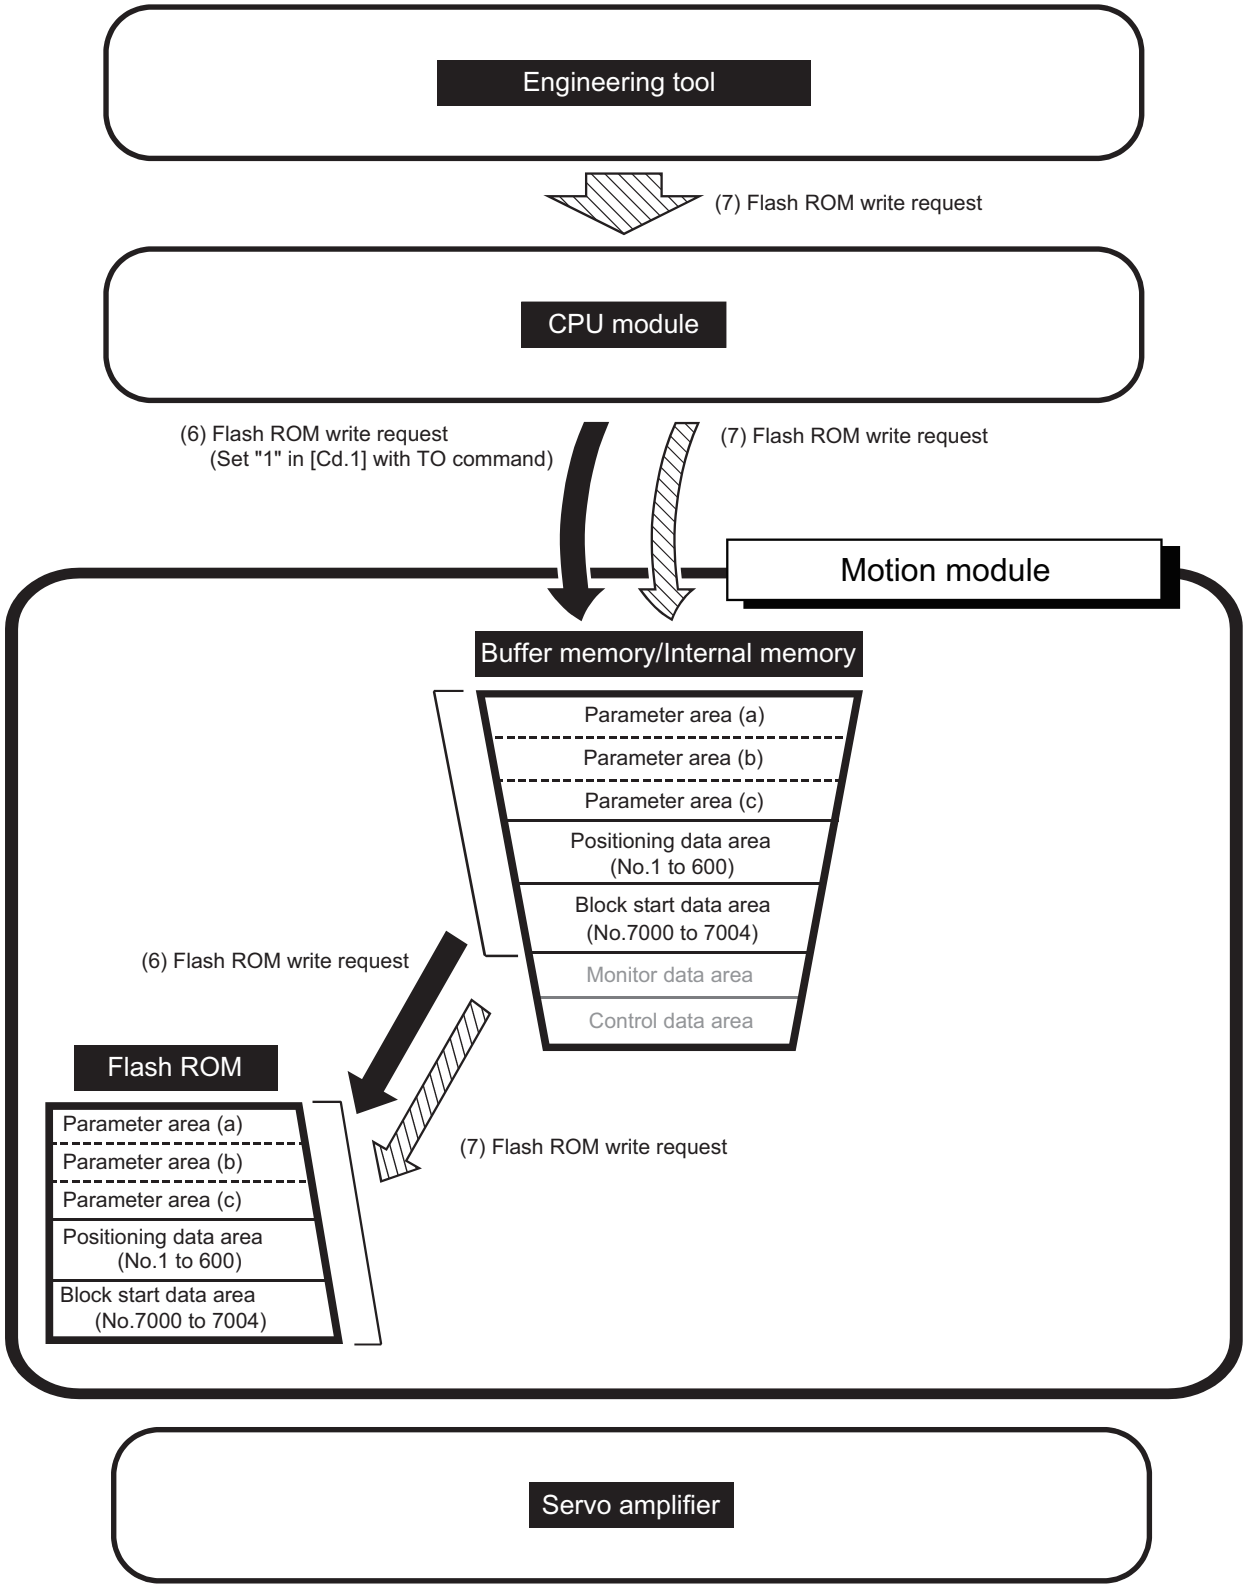 Engineering tool
(7) Flash ROM write request
CPU module
(6) Flash ROM write request
(Set "1" in [Cd.1] with TO command)
(7) Flash ROM write request
Motion module
Buffer memory/Internal memory
Parameter area (a)
Parameter area (b)
Parameter area (c)
Positioning data area
(No.1 to 600)
Block start data area
(No.7000 to 7004)
Monitor data area
Control data area
(6) Flash ROM write request
Flash ROM
Parameter area (a)
Parameter area (b)
Parameter area (c)
Positioning data area
(No.1 to 600)
Block start data area
(No.7000 to 7004)
(7) Flash ROM write request
Servo amplifier